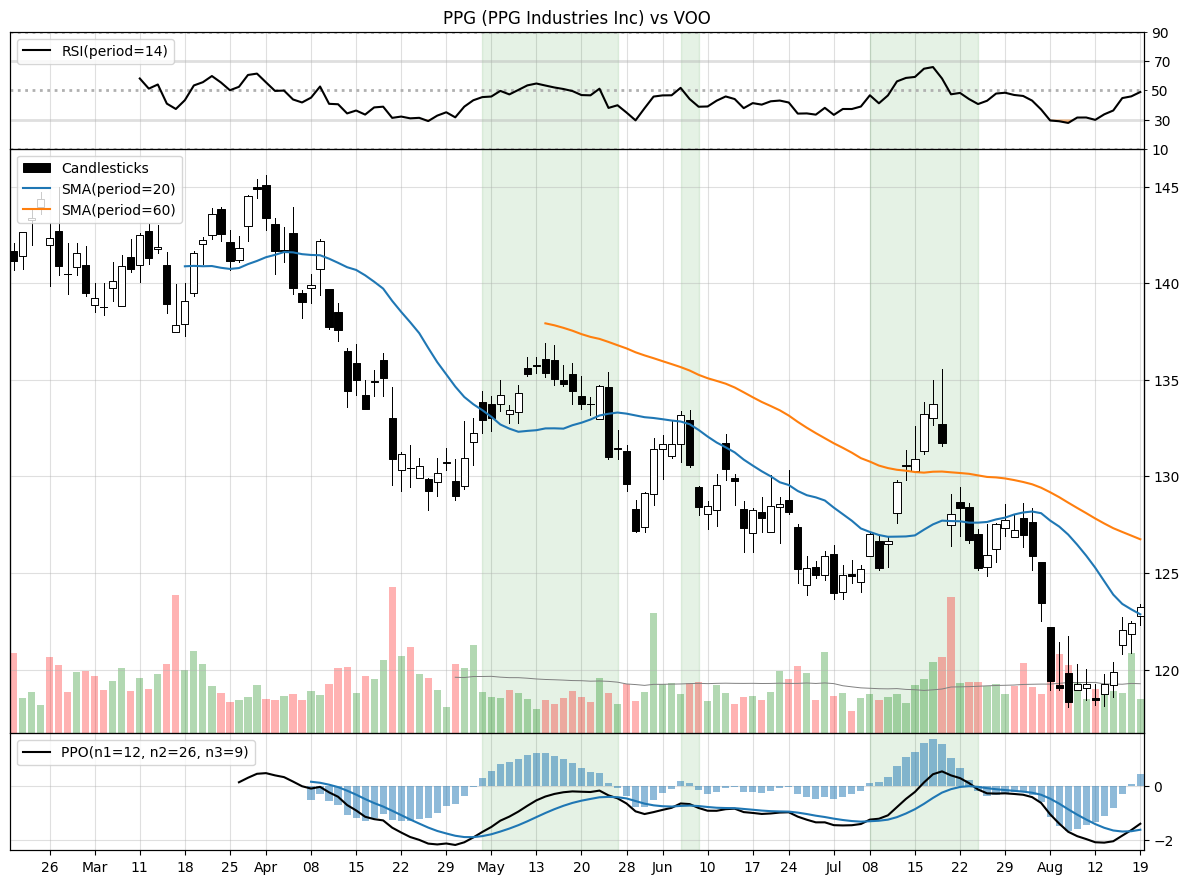 PPG (PPG Industries Inc) vs VOO
RSI(period=14)
90
70
50
30
10
Candlesticks
SMA(period=20)
SMA(period=60)
145
140
135
130
125
120
PPO(n1=12, n2=26, n3=9)
0
−2
26 Mar 11 18 25 Apr 08 15 22 29 May 13 20 28 Jun 10 17 24 Jul 08 15 22 29 Aug 12 19